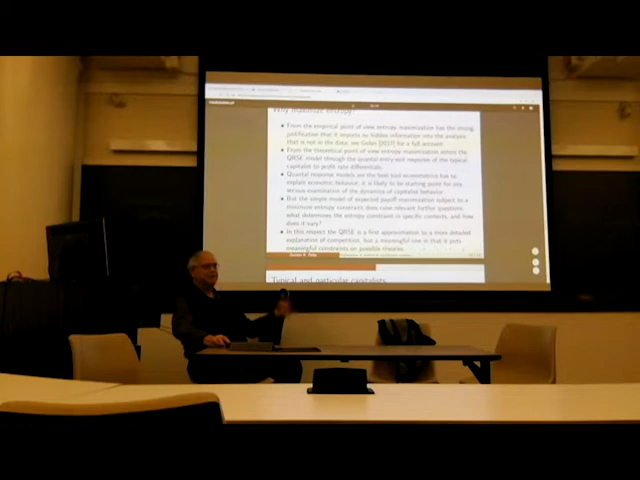 Why maximize entropy?
• From the empirical point of view entropy maximization has the strong
justification that it imports no hidden information into the analysis
that is not in the data; see Golan [2017] for a full account.
• From the theoretical point of view entropy maximization enters the
QRSE model through the quantal entry-exit response of the typical
capitalist to profit rate differentials.
• Quantal response models are the best tool econometrics has to
explain economic behavior; it is likely to be starting point for any
serious examination of the dynamics of capitalist behavior.
• But the simple model of expected payoff maximization subject to a
minimum entropy constraint does raise relevant further questions:
what determines the entropy constraint in specific contexts, and how
does it vary?
• In this respect the QRSE is a first approximation to a more detailed
explanation of competition, but a meaningful one in that it puts
meaningful constraints on possible theories.
Duncan K. Foley
Typical and particular capitalists